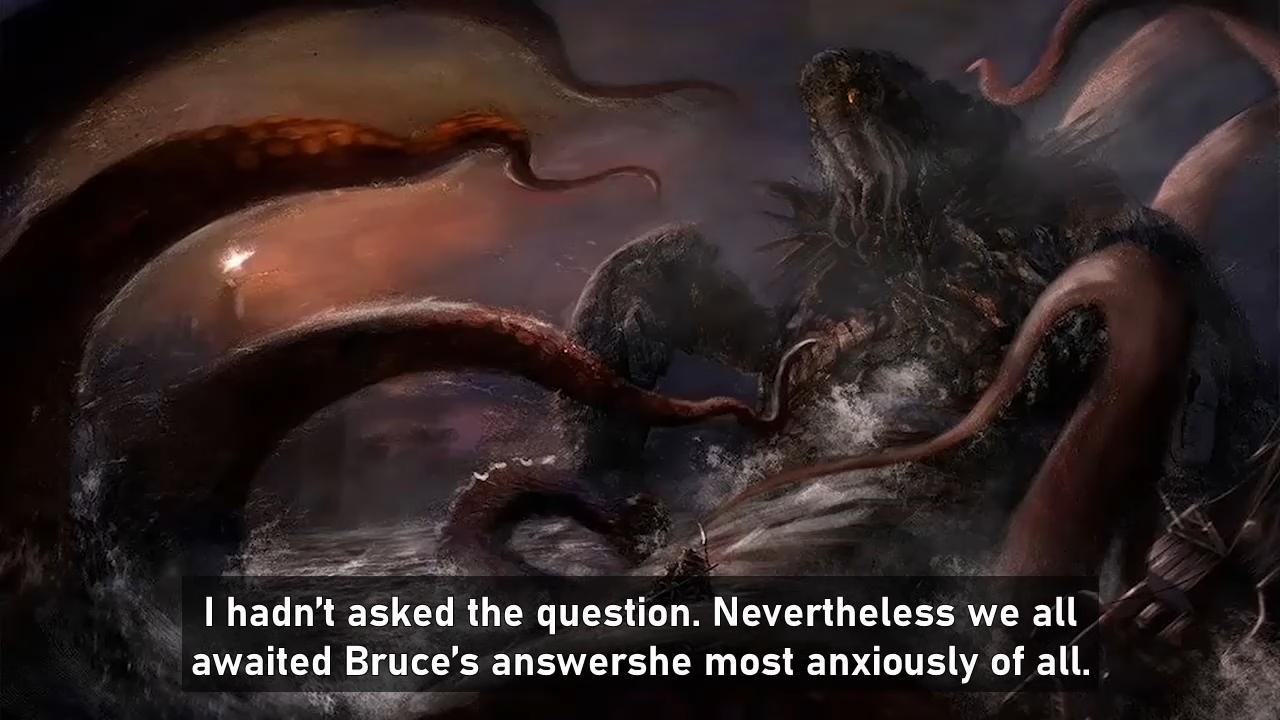 I hadn’t asked the question. Nevertheless we all
awaited Bruce’s answershe most anxiously of all.